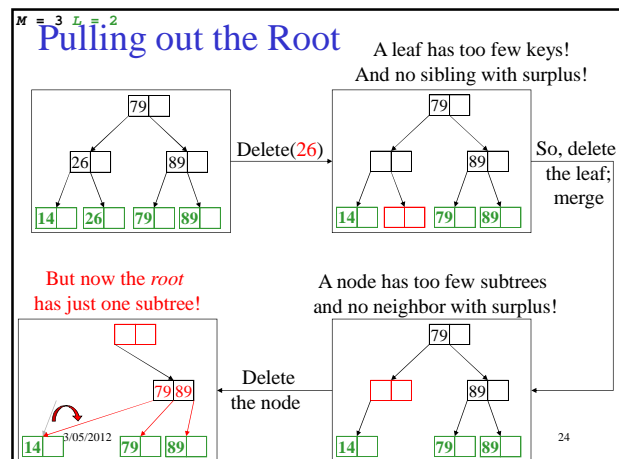 M = 3 L = 2
Pulling out the Root
A leaf has too few keys!
And no sibling with surplus!
79
26 89
14 26 79 89
Delete(26)
79
89
14 79 89
So, delete
the leaf;
merge
But now the root
has just one subtree!
A node has too few subtrees
and no neighbor with surplus!
79 89
14 79 89
Delete
the node
79
89
14 79 89
3/05/2012
24